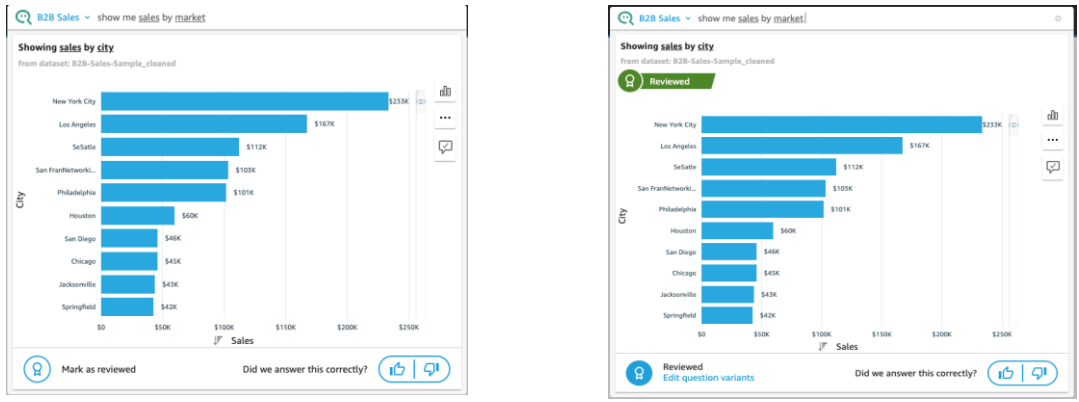 B2B Sales show me sales by market
Showing sales by city
from dataset: B2B-Sales-Sample_cleaned
New York City $233K
Los Angeles $167K
SeSatle $112K
San FranNetworki... $103K
Philadelphia $101K
Houston $60K
San Diego $46K
Chicago $45K
Jacksonville $43K
Springfield $42K
City
$0 $50K $100K $150K $200K $250K
Sales
Mark as reviewed Did we answer this correctly?
B2B Sales show me sales by market
Showing sales by city
from dataset: B2B-Sales-Sample_cleaned
Reviewed
New York City $233K
Los Angeles $167K
SeSatle $112K
San FranNetworki... $103K
Philadelphia $101K
Houston $60K
San Diego $46K
Chicago $45K
Jacksonville $43K
Springfield $42K
City
$0 $50K $100K $150K $200K $250K
Sales
Reviewed
Edit question variants Did we answer this correctly?